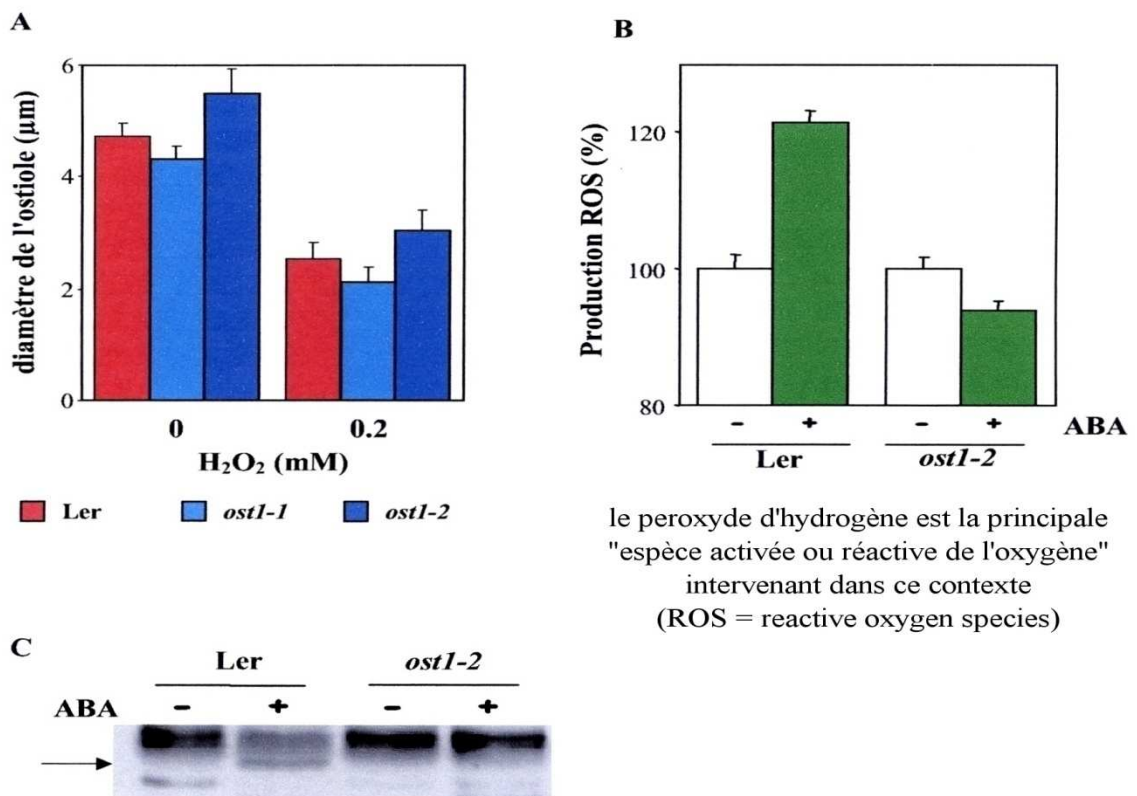 A
diamètre de l'ostiole (µm)
6
4
2
0
0 0.2
H₂O₂ (mM)
Ler ost1-1 ost1-2
B
Production ROS (%)
120
100
80
- + - + ABA
Ler ost1-2
le peroxyde d'hydrogène est la principale
"espèce activée ou réactive de l'oxygène"
intervenant dans ce contexte
(ROS = reactive oxygen species)
C
Ler ost1-2
ABA - + - +